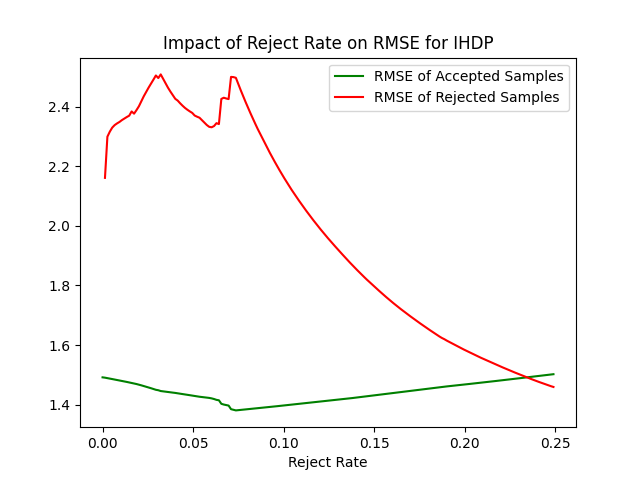 Impact of Reject Rate on RMSE for IHDP
RMSE of Accepted Samples
RMSE of Rejected Samples
2.4
2.2
2.0
1.8
1.6
1.4
0.00 0.05 0.10 0.15 0.20 0.25
Reject Rate